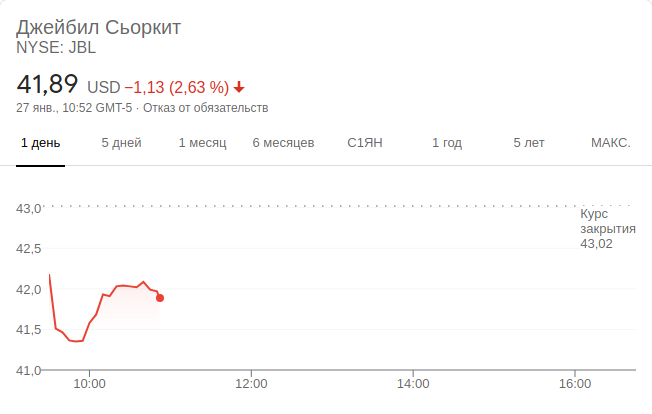 Джейбил Сьоркит
NYSE: JBL
41,89 USD −1,13 (2,63 %)
27 янв., 10:52 GMT-5 · Отказ от обязательств
1 день 5 дней 1 месяц 6 месяцев С1ЯН 1 год 5 лет МАКС.
43,0
Курс
закрытия
43,02
42,5
42,0
41,5
41,0
10:00 12:00 14:00 16:00